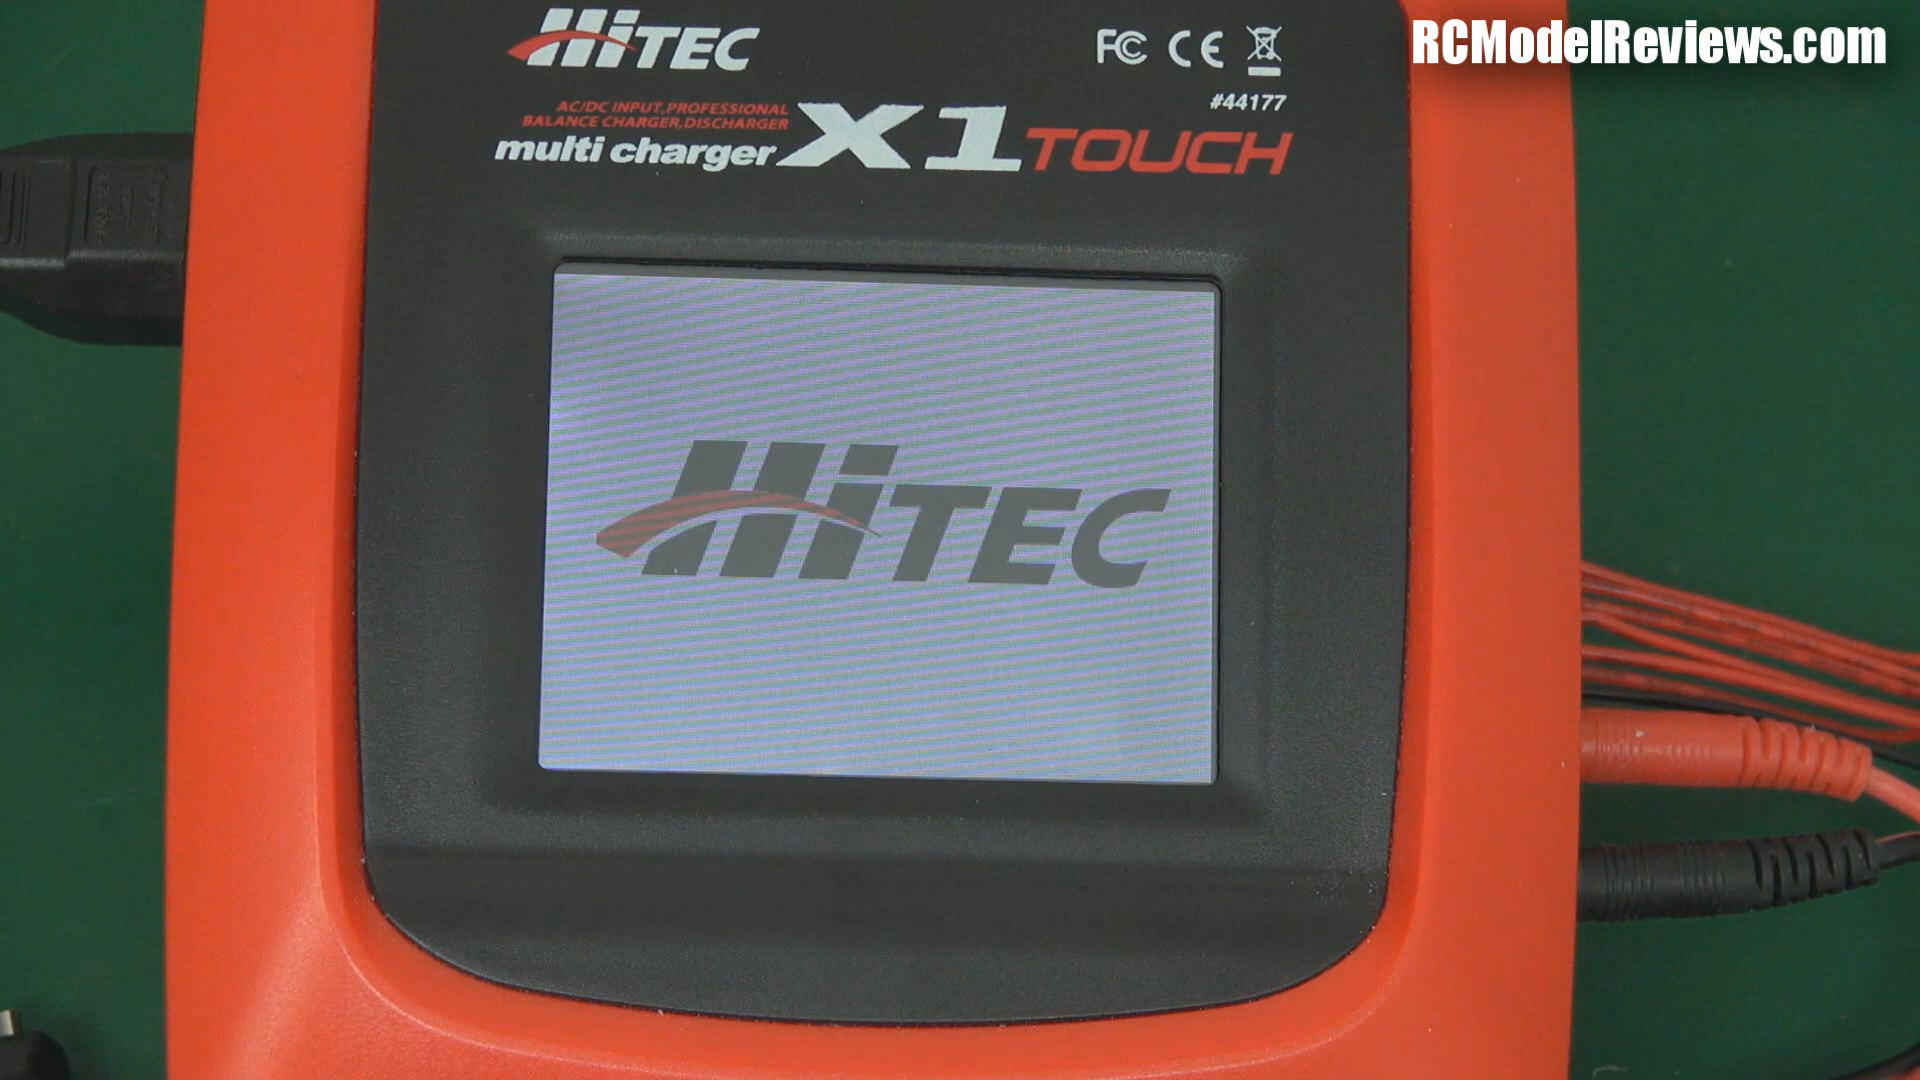 RCModelReviews.com
HiTEC
FC CE
#44177
AC/DC INPUT,PROFESSIONAL
BALANCE CHARGER,DISCHARGER
multi charger X1 TOUCH
HiTEC